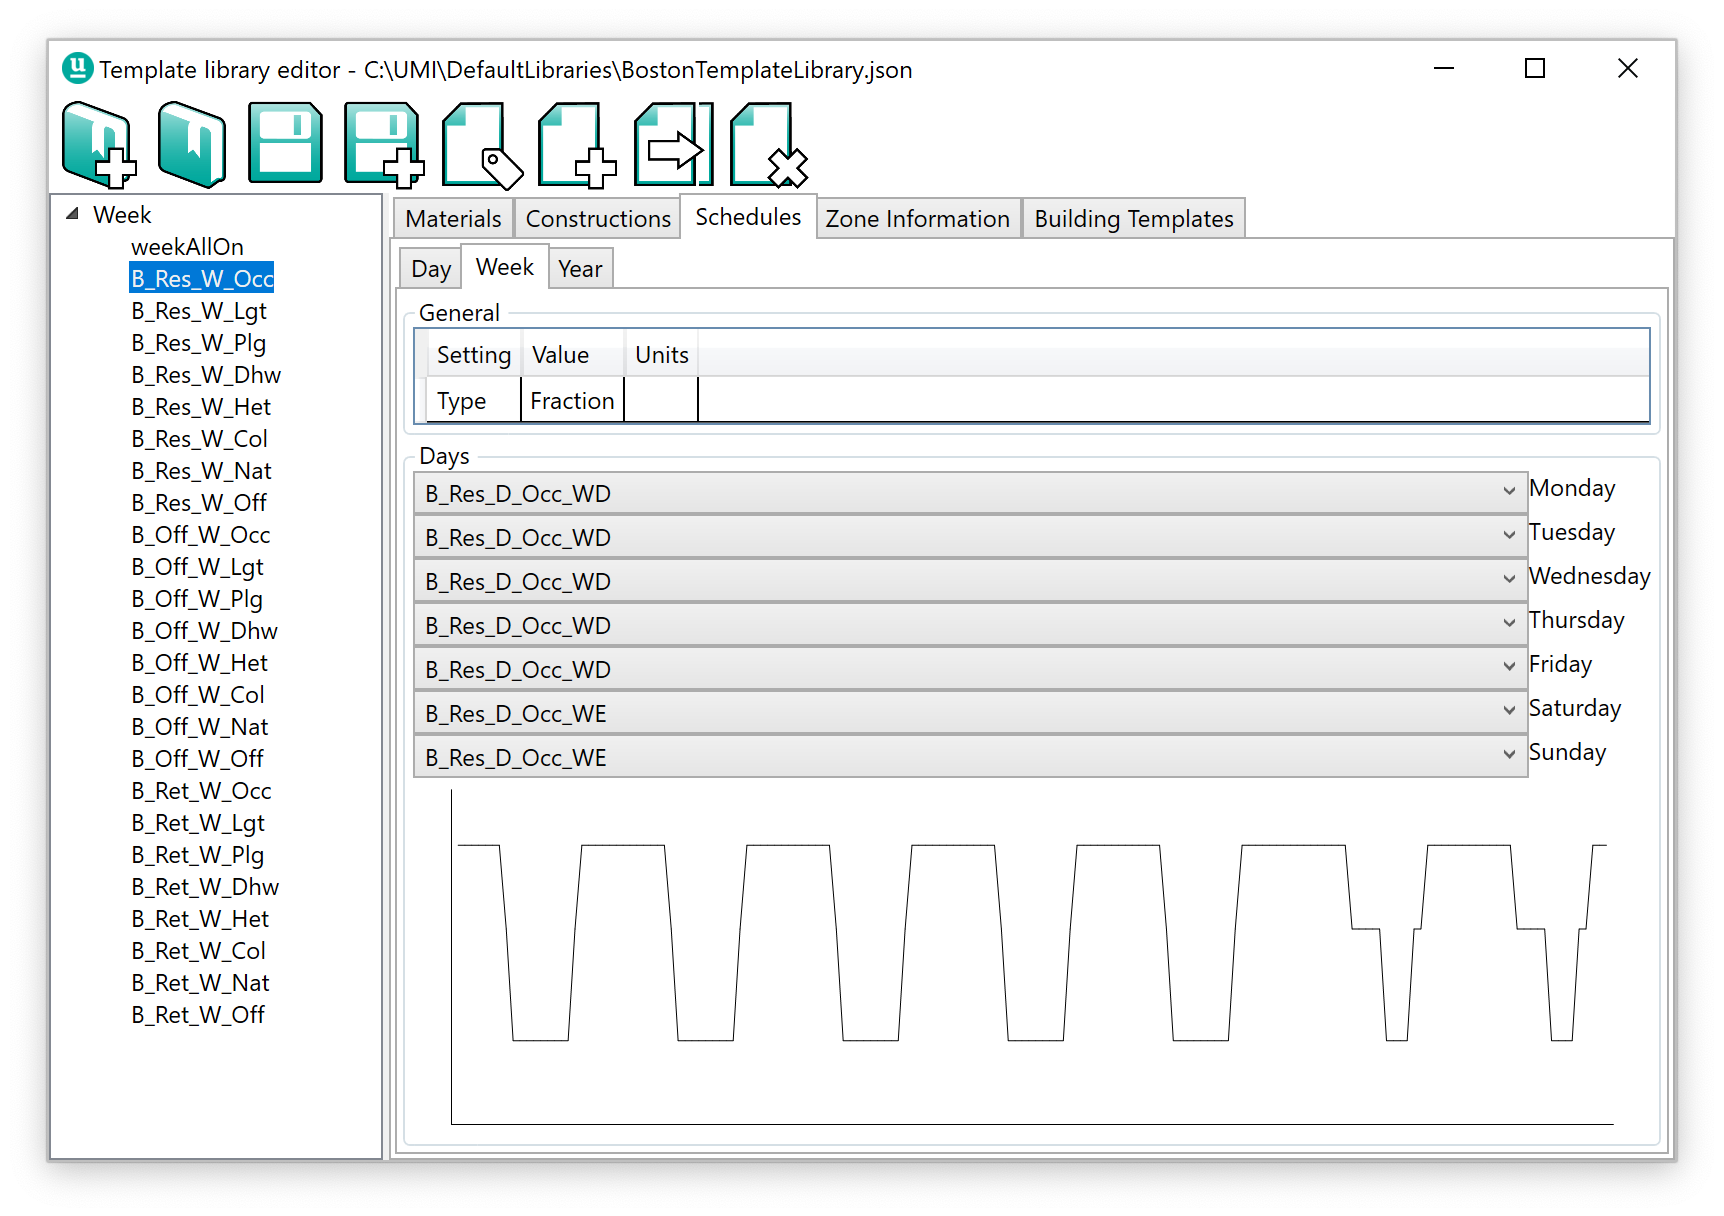 Template library editor - C:\UMI\DefaultLibraries\BostonTemplateLibrary.json
Week
weekAllOn
B_Res_W_Occ
B_Res_W_Lgt
B_Res_W_Plg
B_Res_W_Dhw
B_Res_W_Het
B_Res_W_Col
B_Res_W_Nat
B_Res_W_Off
B_Off_W_Occ
B_Off_W_Lgt
B_Off_W_Plg
B_Off_W_Dhw
B_Off_W_Het
B_Off_W_Col
B_Off_W_Nat
B_Off_W_Off
B_Ret_W_Occ
B_Ret_W_Lgt
B_Ret_W_Plg
B_Ret_W_Dhw
B_Ret_W_Het
B_Ret_W_Col
B_Ret_W_Nat
B_Ret_W_Off
Materials Constructions Schedules Zone Information Building Templates
Day Week Year
General
Setting Value Units
Type Fraction
Days
B_Res_D_Occ_WD Monday
B_Res_D_Occ_WD Tuesday
B_Res_D_Occ_WD Wednesday
B_Res_D_Occ_WD Thursday
B_Res_D_Occ_WD Friday
B_Res_D_Occ_WE Saturday
B_Res_D_Occ_WE Sunday